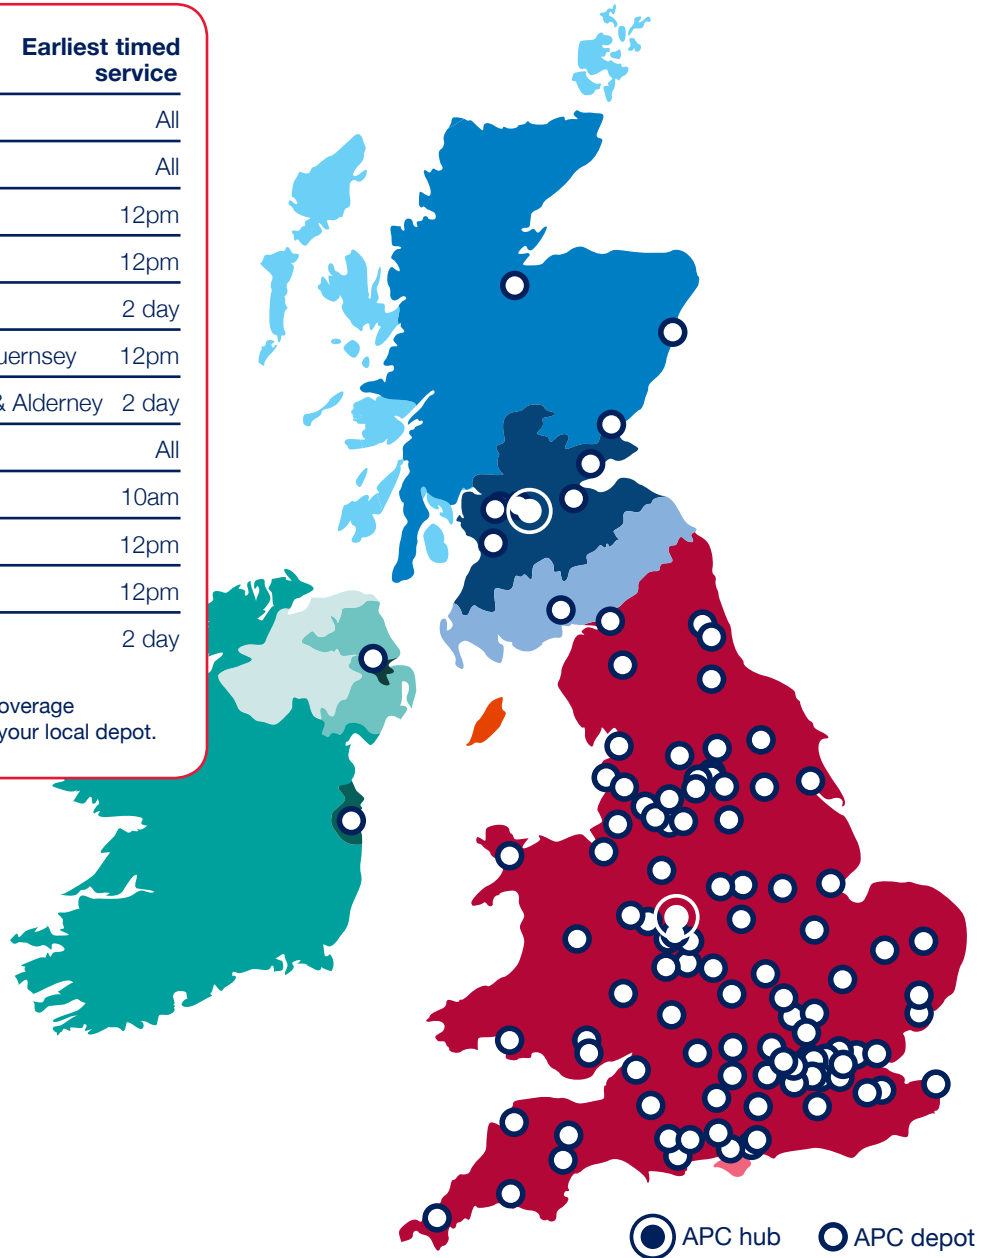 Earliest timed
service
All
All
12pm
12pm
2 day
uernsey 12pm
& Alderney 2 day
All
10am
12pm
12pm
2 day
overage
your local depot.
APC hub APC depot